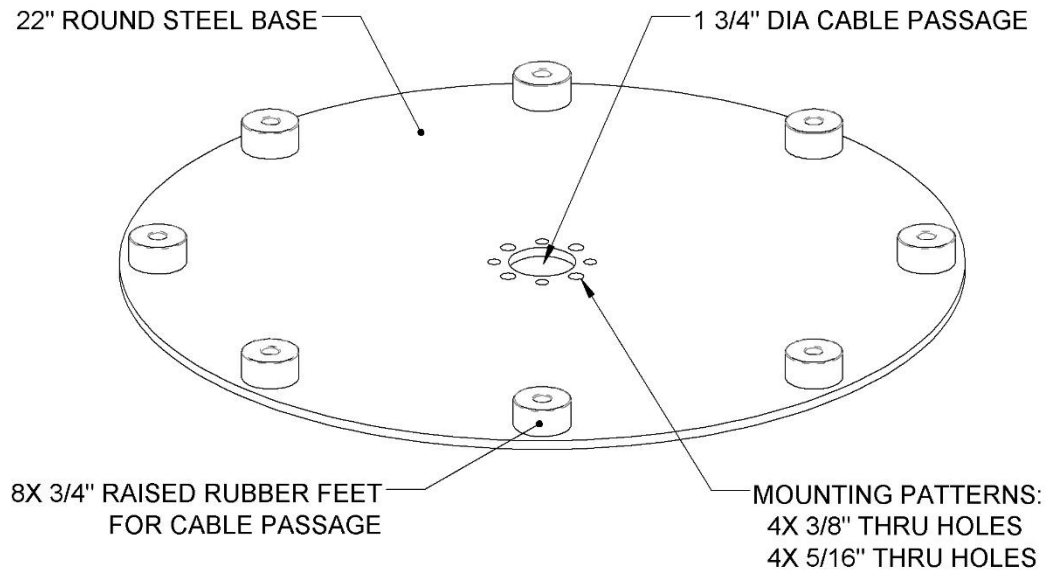 22" ROUND STEEL BASE
1 3/4" DIA CABLE PASSAGE
8X 3/4" RAISED RUBBER FEET
FOR CABLE PASSAGE
MOUNTING PATTERNS:
4X 3/8" THRU HOLES
4X 5/16" THRU HOLES